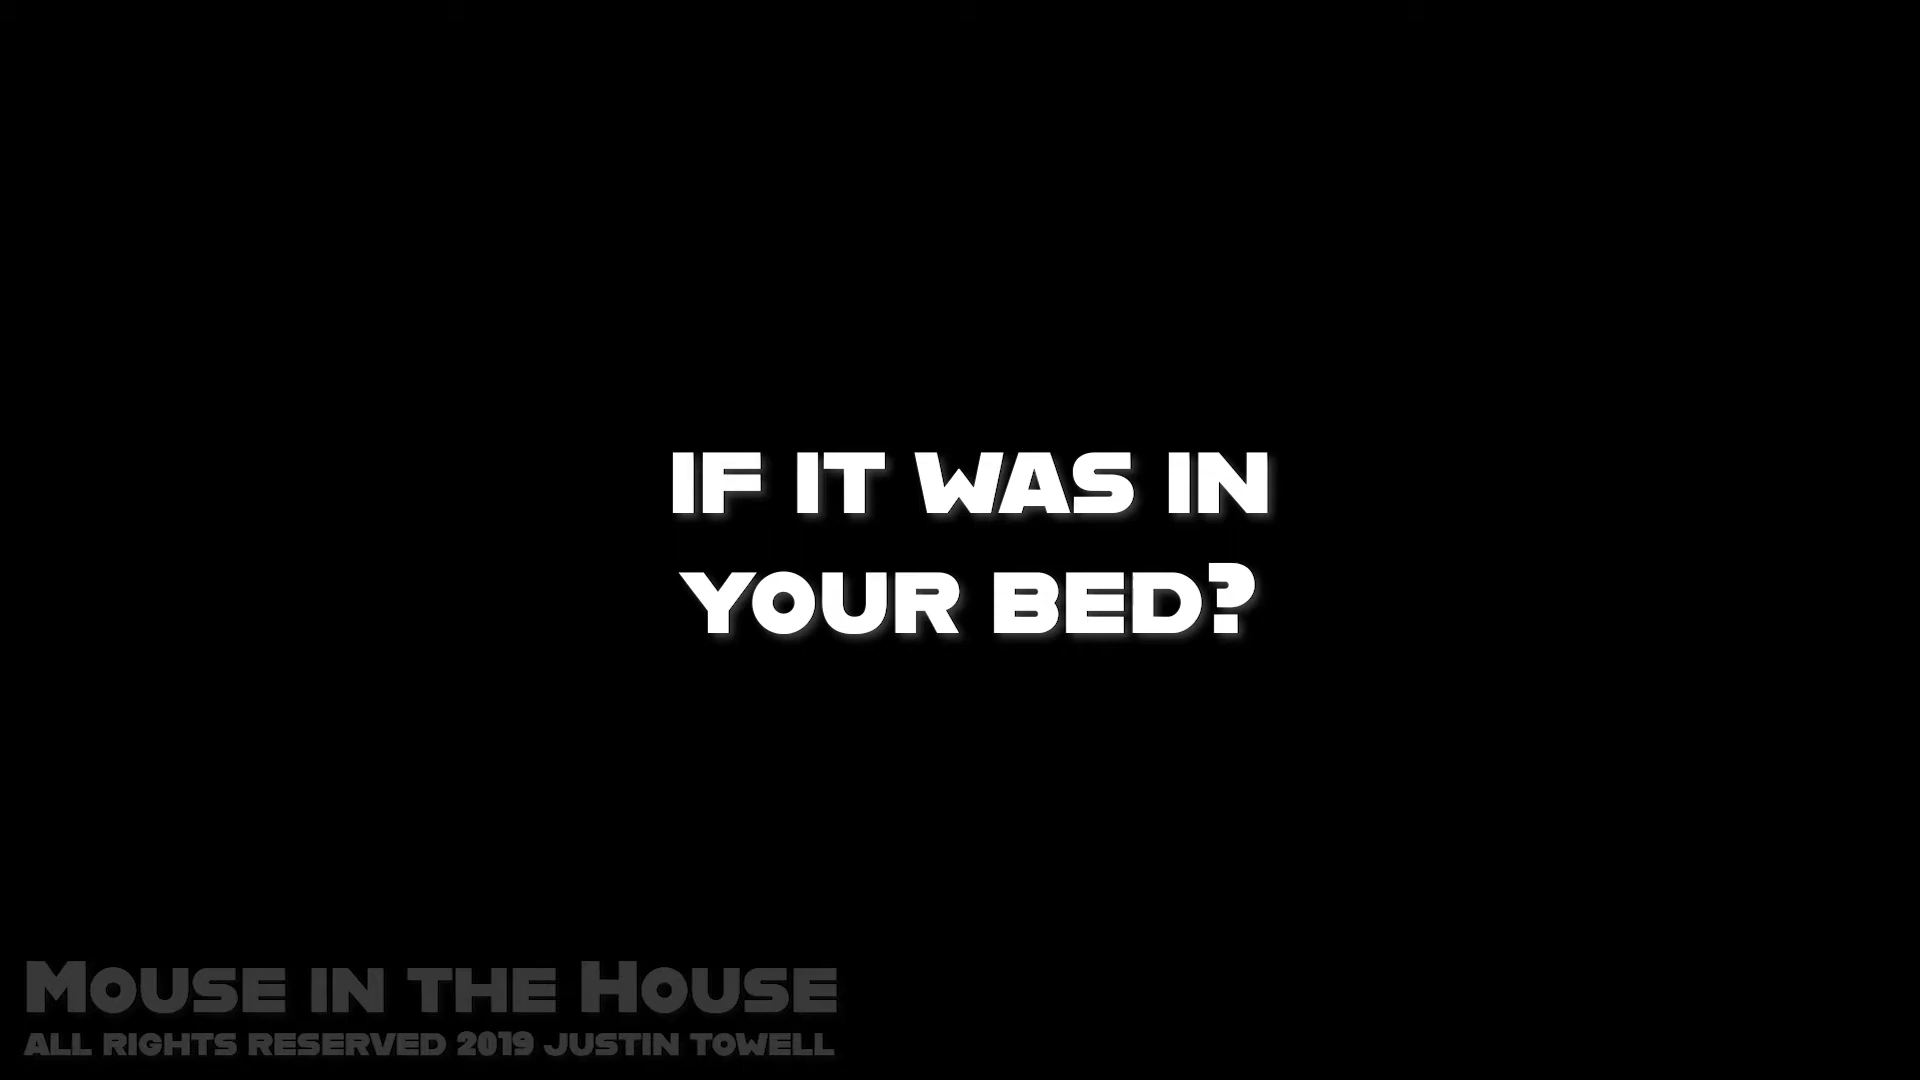 IF IT WAS IN
YOUR BED?
MOUSE IN THE HOUSE
ALL RIGHTS RESERVED 2019 JUSTIN TOWELL